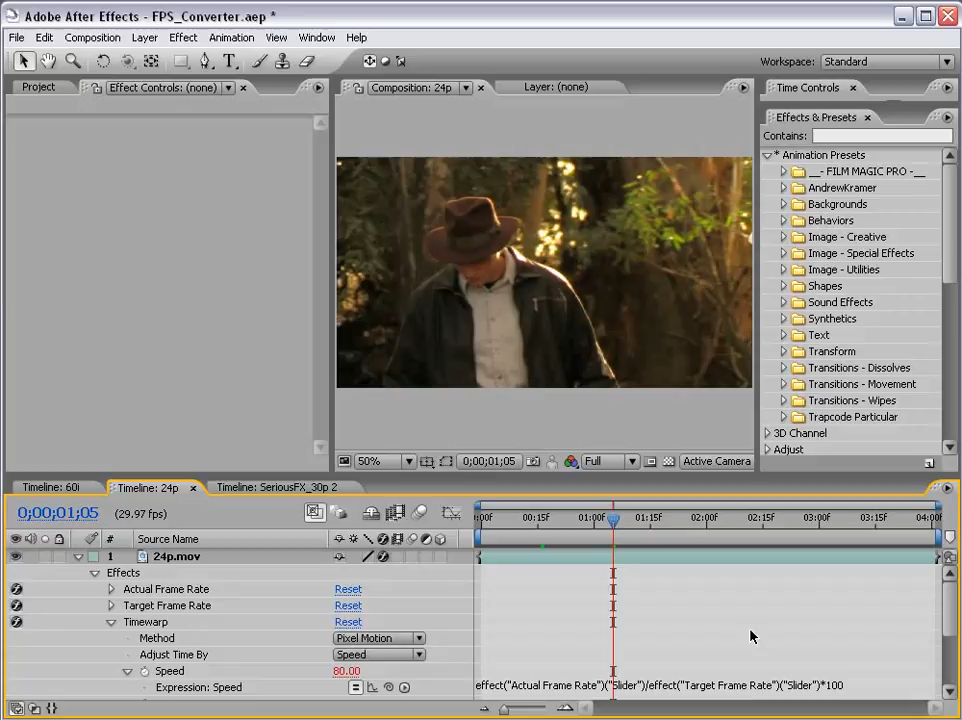 Adobe After Effects - FPS_Converter.aep *
File Edit Composition Layer Effect Animation View Window Help
Workspace: Standard
Project Effect Controls: (none)
Composition: 24p Layer: (none)
Time Controls
Effects & Presets
Contains:
* Animation Presets
__- FILM MAGIC PRO -__
AndrewKramer
Backgrounds
Behaviors
Image - Creative
Image - Special Effects
Image - Utilities
Shapes
Sound Effects
Synthetics
Text
Transform
Transitions - Dissolves
Transitions - Movement
Transitions - Wipes
Trapcode Particular
3D Channel
Adjust
50% 0;00;01;05 Full Active Camera
Timeline: 60i Timeline: 24p Timeline: SeriousFX_30p 2
0;00;01;05 (29.97 fps)
:00f 00:15f 01:00f 01:15f 02:00f 02:15f 03:00f 03:15f 04:00f
# Source Name
1 24p.mov
Effects
Actual Frame Rate Reset
Target Frame Rate Reset
Timewarp Reset
Method Pixel Motion
Adjust Time By Speed
Speed 80.00
Expression: Speed effect("Actual Frame Rate")("Slider")/effect("Target Frame Rate")("Slider")*100